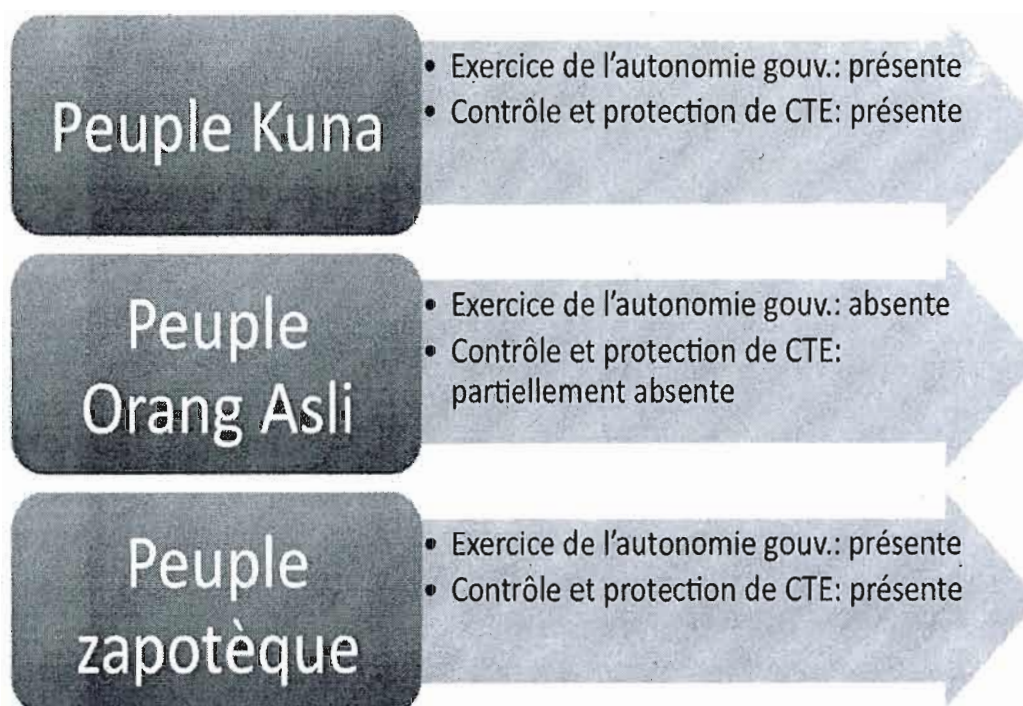 Peuple Kuna
• Exercice de l'autonomie gouv.: présente
• Contrôle et protection de CTE: présente
Peuple
Orang Asli
• Exercice de l'autonomie gouv.: absente
• Contrôle et protection de CTE:
partiellement absente
Peuple
zapotèque
• Exercice de l'autonomie gouv.: présente
• Contrôle et protection de CTE: présente